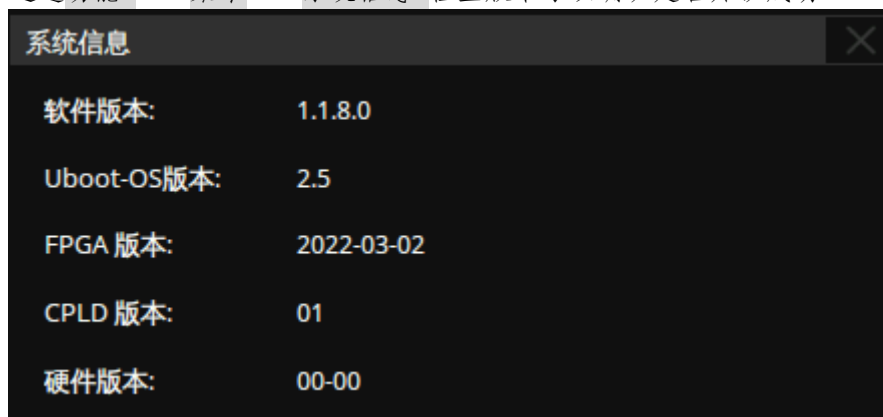 系统信息
软件版本: 1.1.8.0
Uboot-OS版本: 2.5
FPGA 版本: 2022-03-02
CPLD 版本: 01
硬件版本: 00-00